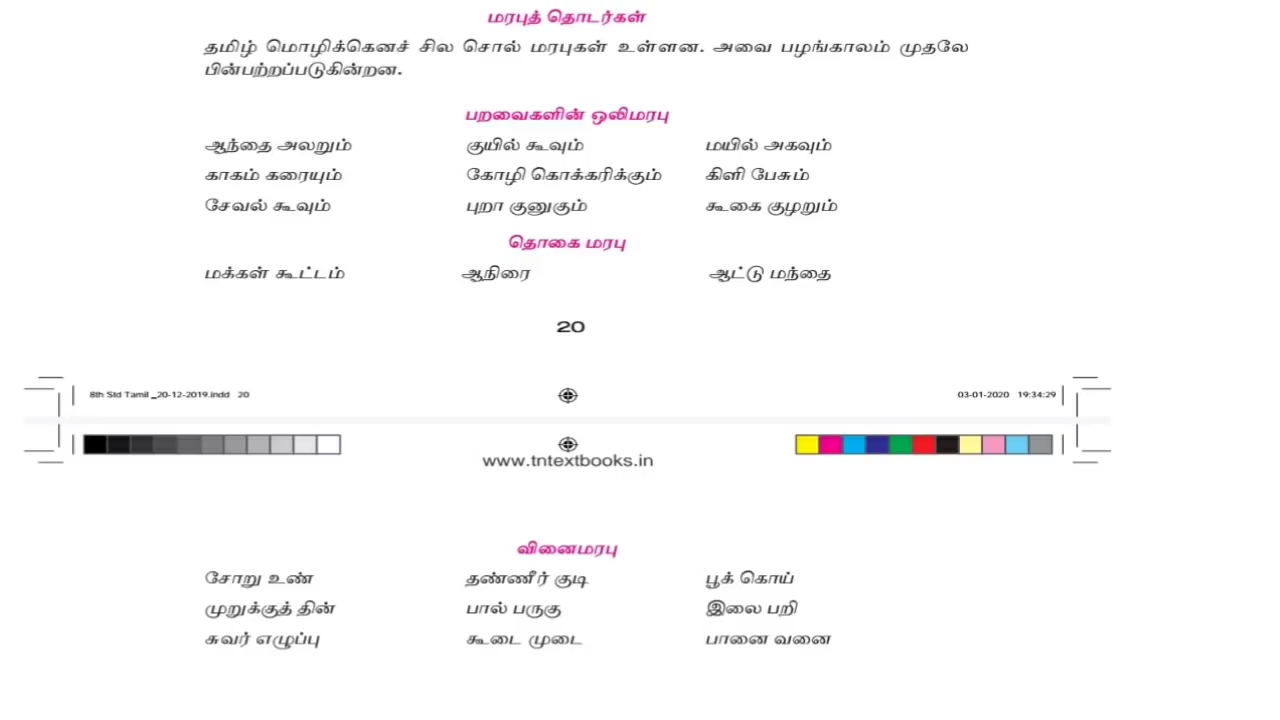 மரபுத் தொடர்கள்
தமிழ் மொழிக்கெனச் சில சொல் மரபுகள் உள்ளன. அவை பழங்காலம் முதலே
பின்பற்றப்படுகின்றன.
பறவைகளின் ஒலிமரபு
ஆந்தை அலறும் குயில் கூவும் மயில் அகவும்
காகம் கரையும் கோழி கொக்கரிக்கும் கிளி பேசும்
சேவல் கூவும் புறா குனுகும் கூகை குழறும்
தொகை மரபு
மக்கள் கூட்டம் ஆநிரை ஆட்டு மந்தை
20
8th Std Tamil _20-12-2019.indd 20 03-01-2020 19:34:29
www.tntextbooks.in
வினைமரபு
சோறு உண் தண்ணீர் குடி பூக் கொய்
முறுக்குத் தின் பால் பருகு இலை பறி
சுவர் எழுப்பு கூடை முடை பானை வனை